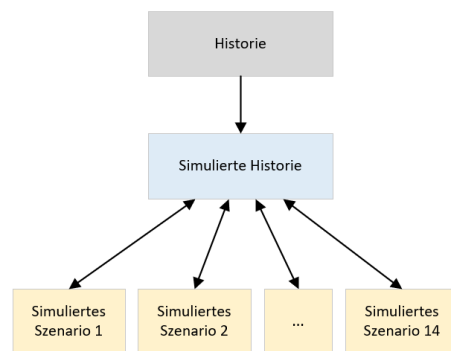 Historie
Simulierte Historie
Simuliertes
Szenario 1
Simuliertes
Szenario 2
...
Simuliertes
Szenario 14